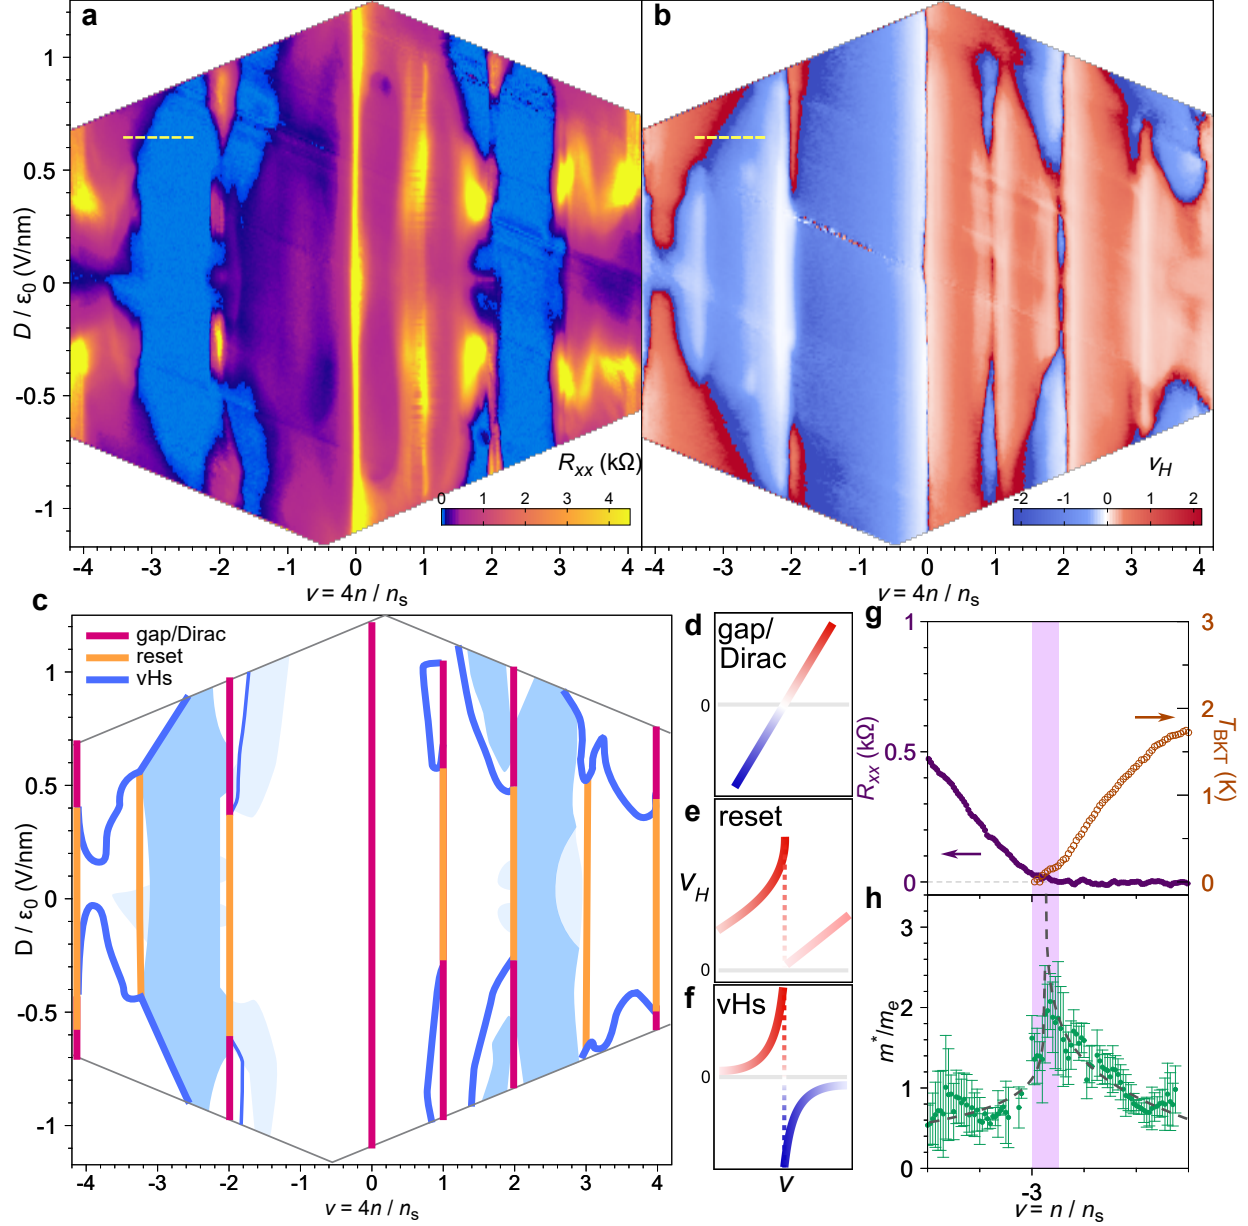 a
b
1
0.5
0
-0.5
-1
D / ε0 (V/nm)
Rxx (kΩ)
0 1 2 3 4
νH
-2 -1 0 1 2
-4 -3 -2 -1 0 1 2 3 4
-4 -3 -2 -1 0 1 2 3 4
ν = 4n / ns
ν = 4n / ns
c
gap/Dirac
reset
vHs
1
0.5
0
-0.5
-1
D / ε0 (V/nm)
-4 -3 -2 -1 0 1 2 3 4
ν = 4n / ns
d
gap/
Dirac
0
e
reset
νH
0
f
vHs
0
ν
g
1
0.5
0
Rxx (kΩ)
3
2
1
0
TBKT (K)
h
3
2
1
0
m*/me
-3
ν = n / ns